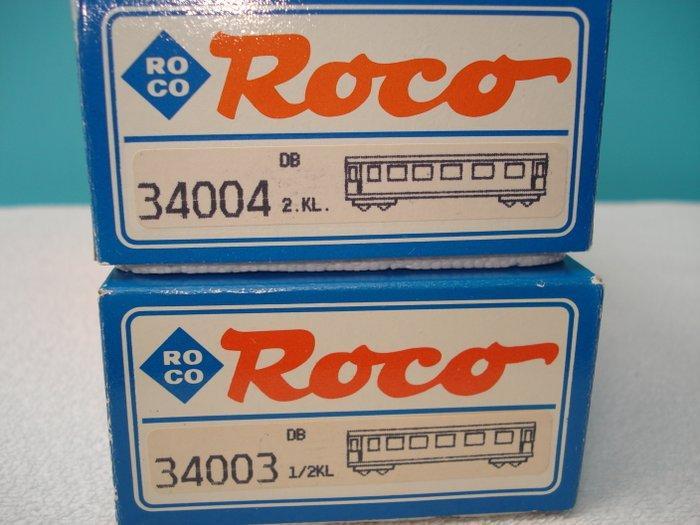 RO
CO
Roco
DB
34004 2.KL.
RO
CO
Roco
DB
34003 1/2KL